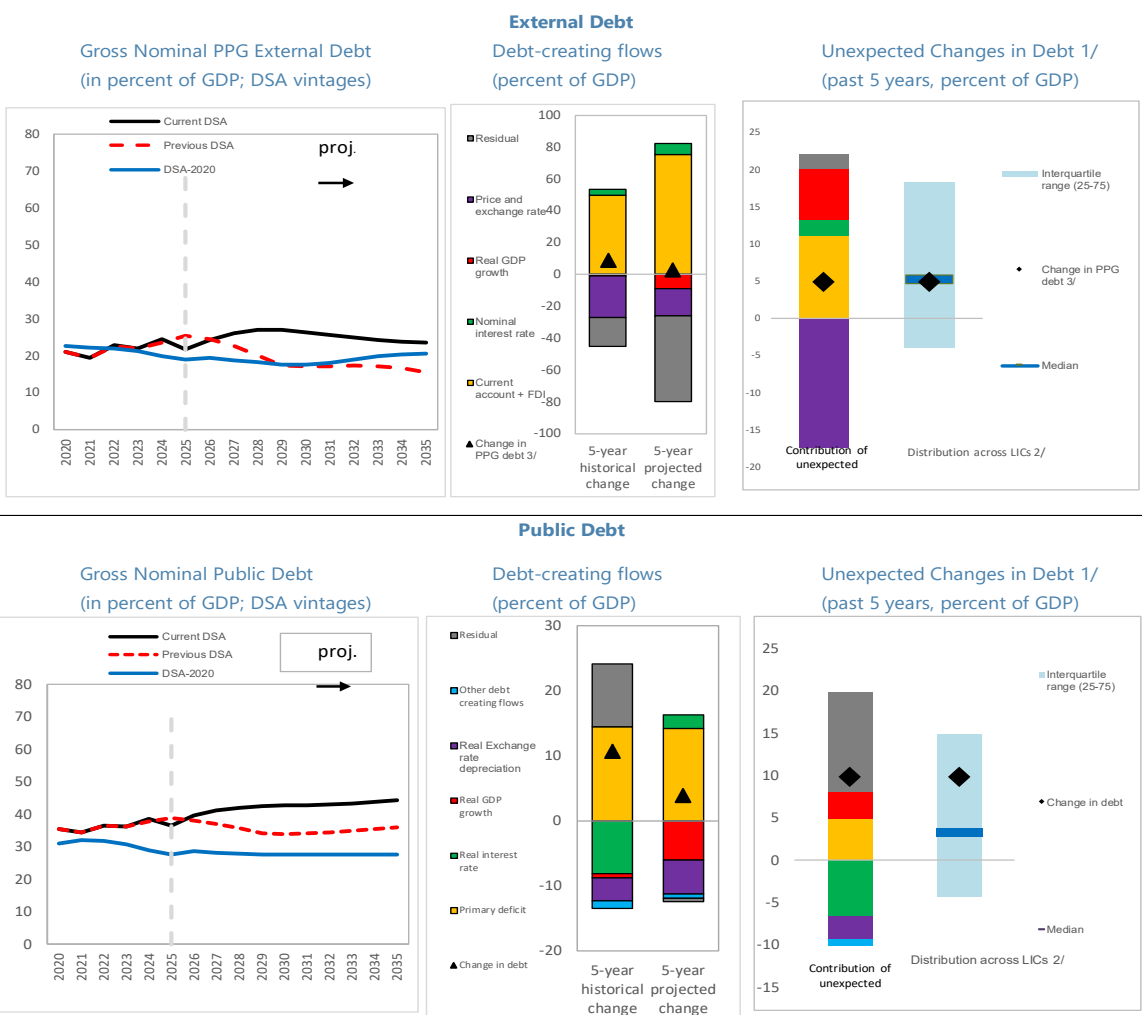 External Debt
Gross Nominal PPG External Debt
(in percent of GDP; DSA vintages)
Current DSA
Previous DSA
DSA-2020
proj.
80
70
60
50
40
30
20
10
0
2020
2021
2022
2023
2024
2025
2026
2027
2028
2029
2030
2031
2032
2033
2034
2035
Debt-creating flows
(percent of GDP)
Residual
Price and
exchange rate
Real GDP
growth
Nominal
interest rate
Current
account + FDI
Change in
PPG debt 3/
100
80
60
40
20
0
-20
-40
-60
-80
-100
5-year
historical
change
5-year
projected
change
Unexpected Changes in Debt 1/
(past 5 years, percent of GDP)
25
20
15
10
5
0
-5
-10
-15
-20
Contribution of
unexpected
Distribution across LICs 2/
Interquartile
range (25-75)
Change in PPG
debt 3/
Median
Public Debt
Gross Nominal Public Debt
(in percent of GDP; DSA vintages)
Current DSA
Previous DSA
DSA-2020
proj.
80
70
60
50
40
30
20
10
0
2020
2021
2022
2023
2024
2025
2026
2027
2028
2029
2030
2031
2032
2033
2034
2035
Debt-creating flows
(percent of GDP)
Residual
Other debt
creating flows
Real Exchange
rate
depreciation
Real GDP
growth
Real interest
rate
Primary deficit
Change in debt
30
20
10
0
-10
-20
5-year
historical
change
5-year
projected
change
Unexpected Changes in Debt 1/
(past 5 years, percent of GDP)
25
20
15
10
5
0
-5
-10
-15
Contribution of
unexpected
Distribution across LICs 2/
Interquartile
range (25-75)
Change in debt
Median